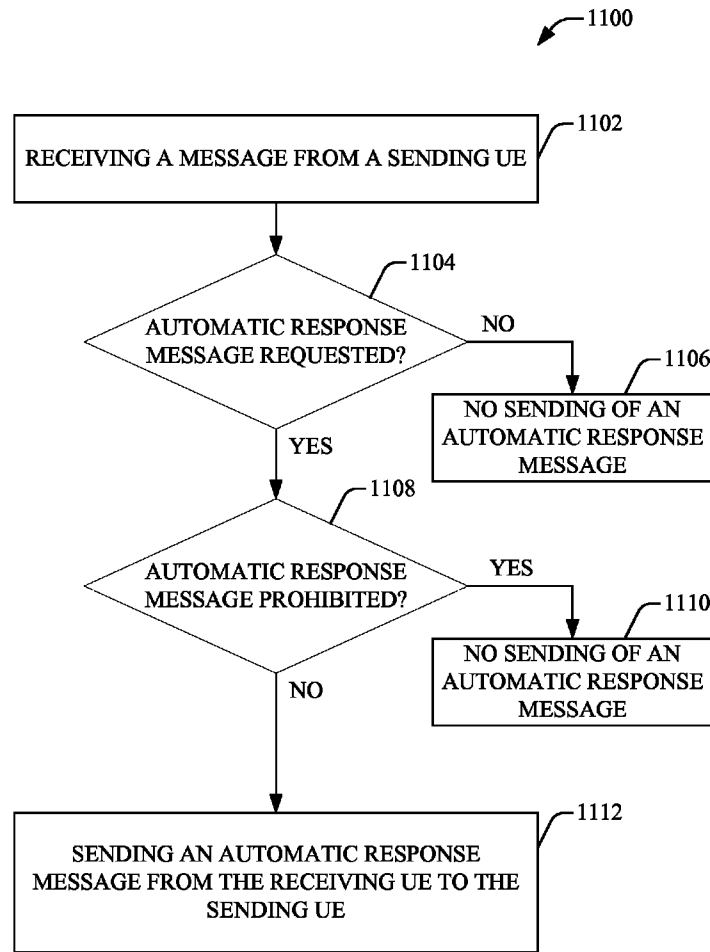 1100
1102
RECEIVING A MESSAGE FROM A SENDING UE
1104
AUTOMATIC RESPONSE
MESSAGE REQUESTED?
NO
1106
NO SENDING OF AN
AUTOMATIC RESPONSE
MESSAGE
YES
1108
AUTOMATIC RESPONSE
MESSAGE PROHIBITED?
YES
1110
NO SENDING OF AN
AUTOMATIC RESPONSE
MESSAGE
NO
1112
SENDING AN AUTOMATIC RESPONSE
MESSAGE FROM THE RECEIVING UE TO THE
SENDING UE